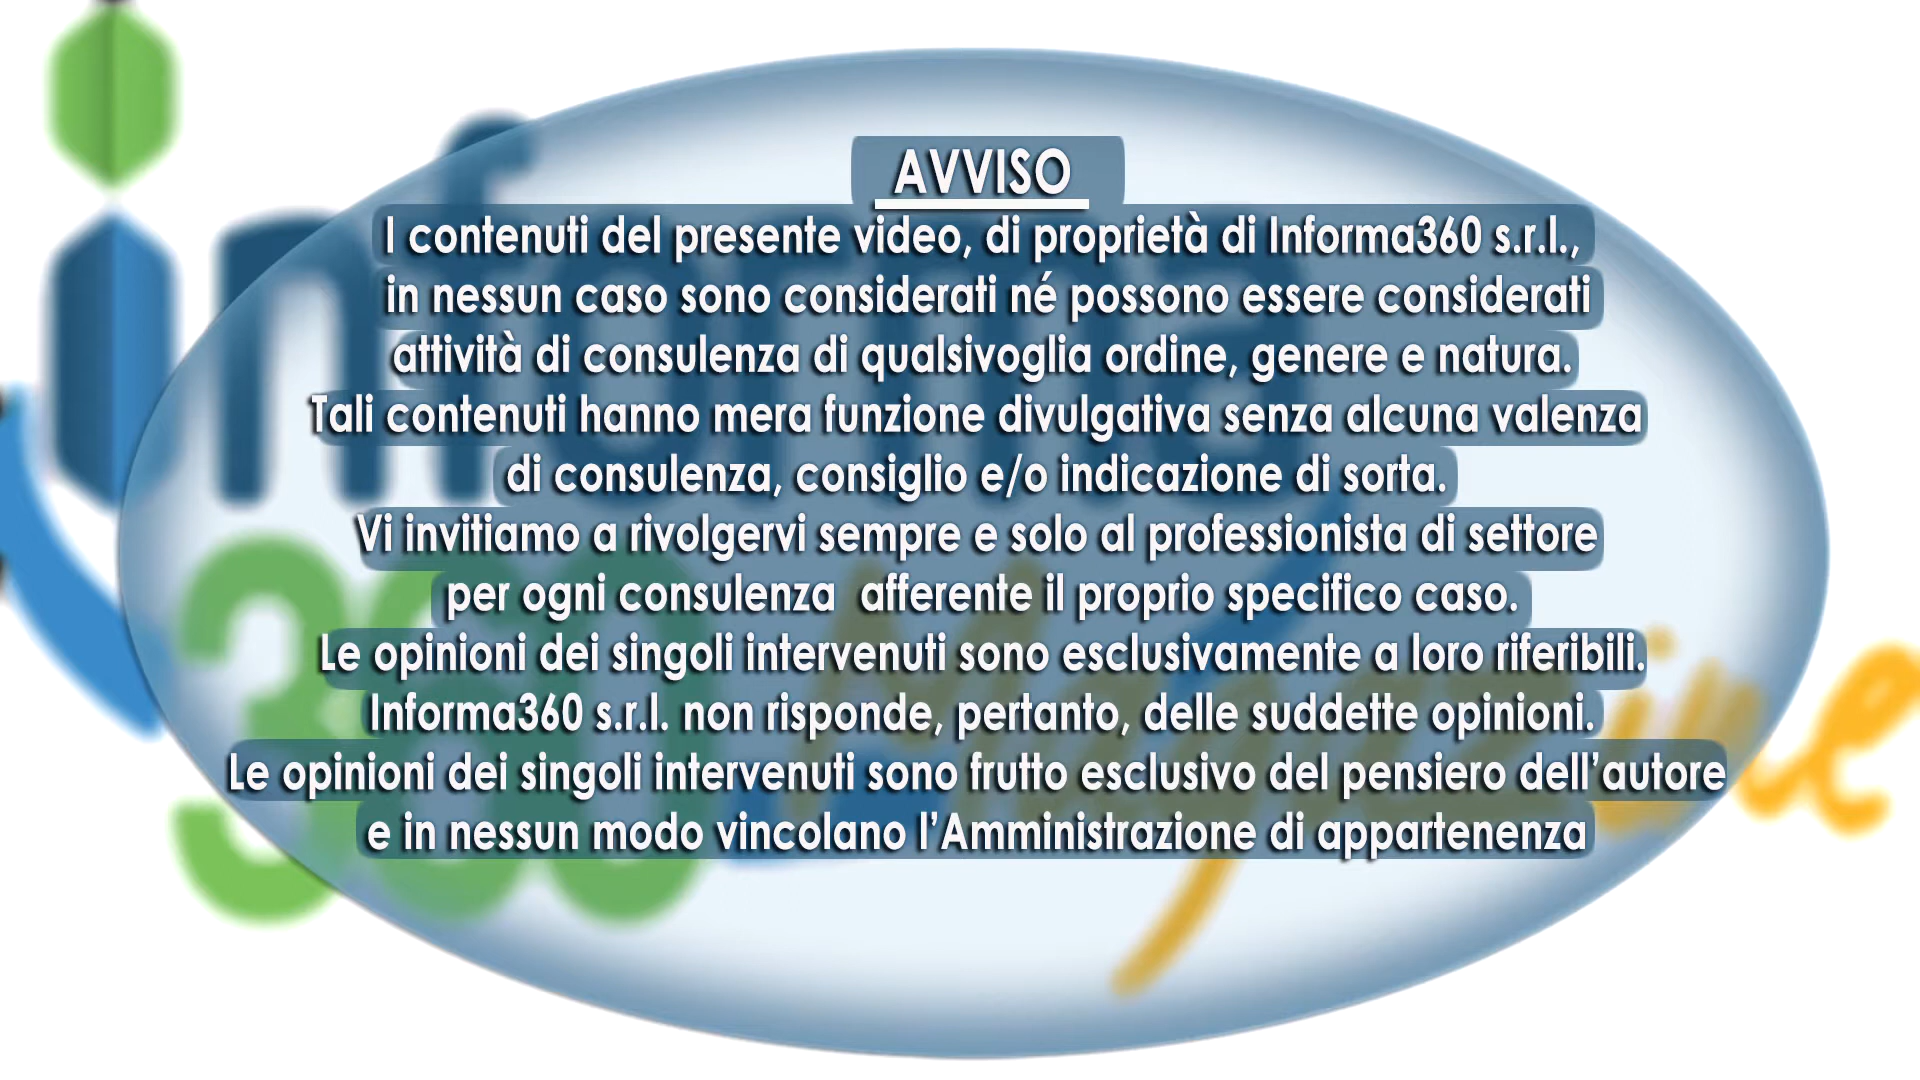 AVVISO
I contenuti del presente video, di proprietà di Informa360 s.r.l.,
in nessun caso sono considerati né possono essere considerati
attività di consulenza di qualsivoglia ordine, genere e natura.
Tali contenuti hanno mera funzione divulgativa senza alcuna valenza
di consulenza, consiglio e/o indicazione di sorta.
Vi invitiamo a rivolgervi sempre e solo al professionista di settore
per ogni consulenza  afferente il proprio specifico caso.
Le opinioni dei singoli intervenuti sono esclusivamente a loro riferibili.
Informa360 s.r.l. non risponde, pertanto, delle suddette opinioni.
Le opinioni dei singoli intervenuti sono frutto esclusivo del pensiero dell’autore
e in nessun modo vincolano l’Amministrazione di appartenenza
informa
360 Magazine